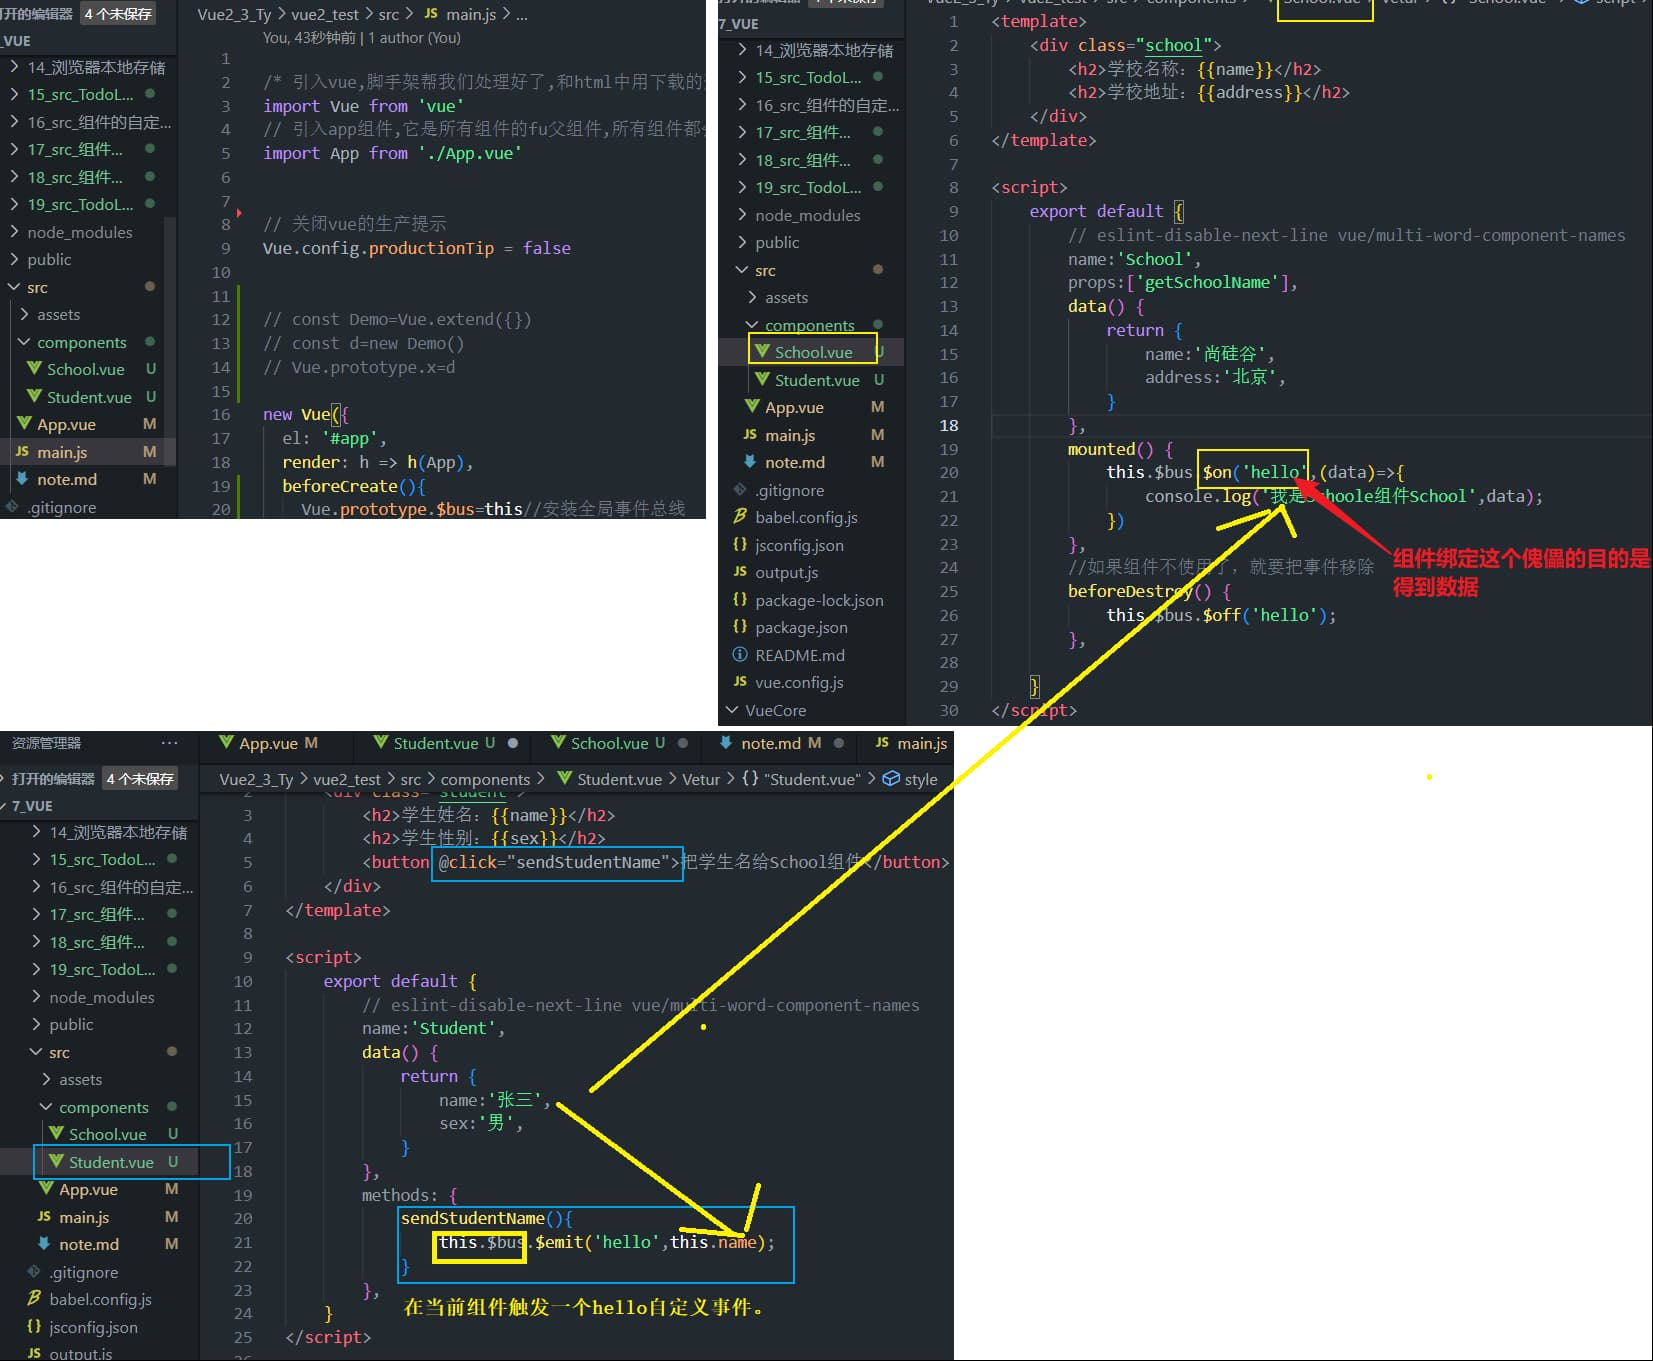 打开的编辑器 4 个未保存
_VUE
14_浏览器本地存储
15_src_TodoL...
16_src_组件的自定...
17_src_组件...
18_src_组件...
19_src_TodoL...
node_modules
public
src
assets
components
School.vue U
Student.vue U
App.vue M
JS main.js M
note.md M
.gitignore
Vue2_3_Ty > vue2_test > src > JS main.js > ...
You, 43秒钟前 | 1 author (You)
1
2 /* 引入vue,脚手架帮我们处理好了,和html中用下载的
3 import Vue from 'vue'
4 // 引入app组件,它是所有组件的fu父组件,所有组件都
5 import App from './App.vue'
6
7
8 // 关闭vue的生产提示
9 Vue.config.productionTip = false
10
11
12 // const Demo=Vue.extend({})
13 // const d=new Demo()
14 // Vue.prototype.x=d
15
16 new Vue({
17 el: '#app',
18 render: h => h(App),
19 beforeCreate(){
20 Vue.prototype.$bus=this//安装全局事件总线
7_VUE
14_浏览器本地存储
15_src_TodoL...
16_src_组件的自定...
17_src_组件...
18_src_组件...
19_src_TodoL...
node_modules
public
src
assets
components
School.vue U
Student.vue U
App.vue M
JS main.js M
note.md M
.gitignore
babel.config.js
{} jsconfig.json
JS output.js
{} package-lock.json
{} package.json
README.md
JS vue.config.js
VueCore
1 <template>
2 <div class="school">
3 <h2>学校名称：{{name}}</h2>
4 <h2>学校地址：{{address}}</h2>
5 </div>
6 </template>
7
8 <script>
9 export default {
10 // eslint-disable-next-line vue/multi-word-component-names
11 name:'School',
12 props:['getSchoolName'],
13 data() {
14 return {
15 name:'尚硅谷',
16 address:'北京',
17 }
18 },
19 mounted() {
20 this.$bus.$on('hello',(data)=>{
21 console.log('我是Schoole组件School',data);
22 })
23 },
24 //如果组件不使用了，就要把事件移除
25 beforeDestroy() {
26 this.$bus.$off('hello');
27 },
28
29 }
30 </script>
组件绑定这个傀儡的目的是
得到数据
资源管理器 ...
打开的编辑器 4 个未保存
7_VUE
14_浏览器本地存储
15_src_TodoL...
16_src_组件的自定...
17_src_组件...
18_src_组件...
19_src_TodoL...
node_modules
public
src
assets
components
School.vue U
Student.vue U
App.vue M
JS main.js M
note.md M
.gitignore
babel.config.js
{} jsconfig.json
JS output.js
App.vue M Student.vue U School.vue U note.md M JS main.js
Vue2_3_Ty > vue2_test > src > components > Student.vue > Vetur > {} "Student.vue" > style
2 <div class="student">
3 <h2>学生姓名：{{name}}</h2>
4 <h2>学生性别：{{sex}}</h2>
5 <button @click="sendStudentName">把学生名给School组件</button>
6 </div>
7 </template>
8
9 <script>
10 export default {
11 // eslint-disable-next-line vue/multi-word-component-names
12 name:'Student',
13 data() {
14 return {
15 name:'张三',
16 sex:'男',
17 }
18 },
19 methods: {
20 sendStudentName(){
21 this.$bus.$emit('hello',this.name);
22 }
23 },
24 }
25 </script>
在当前组件触发一个hello自定义事件。